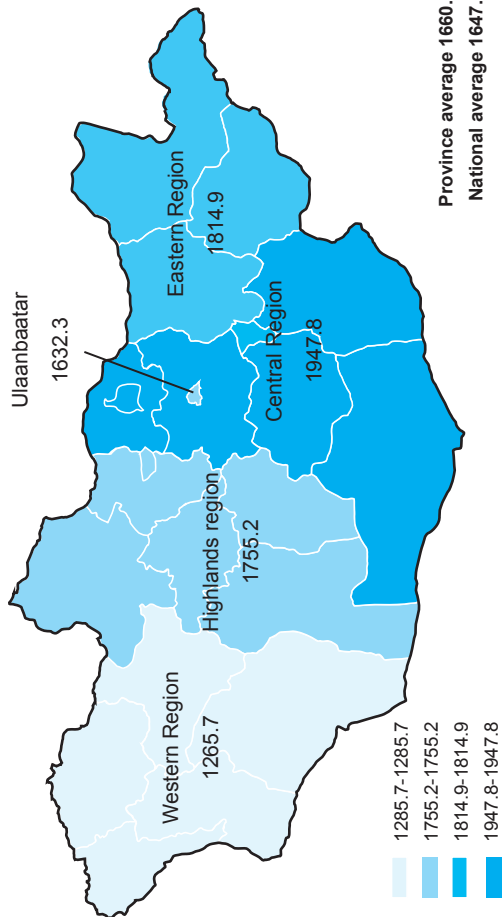 Ulaanbaatar
1632.3
Eastern Region
1814.9
Central Region
1947.8
Highlands region
1755.2
Western Region
1265.7
1285.7-1285.7
1755.2-1755.2
1814.9-1814.9
1947.8-1947.8
Province average 1660.
National average 1647.